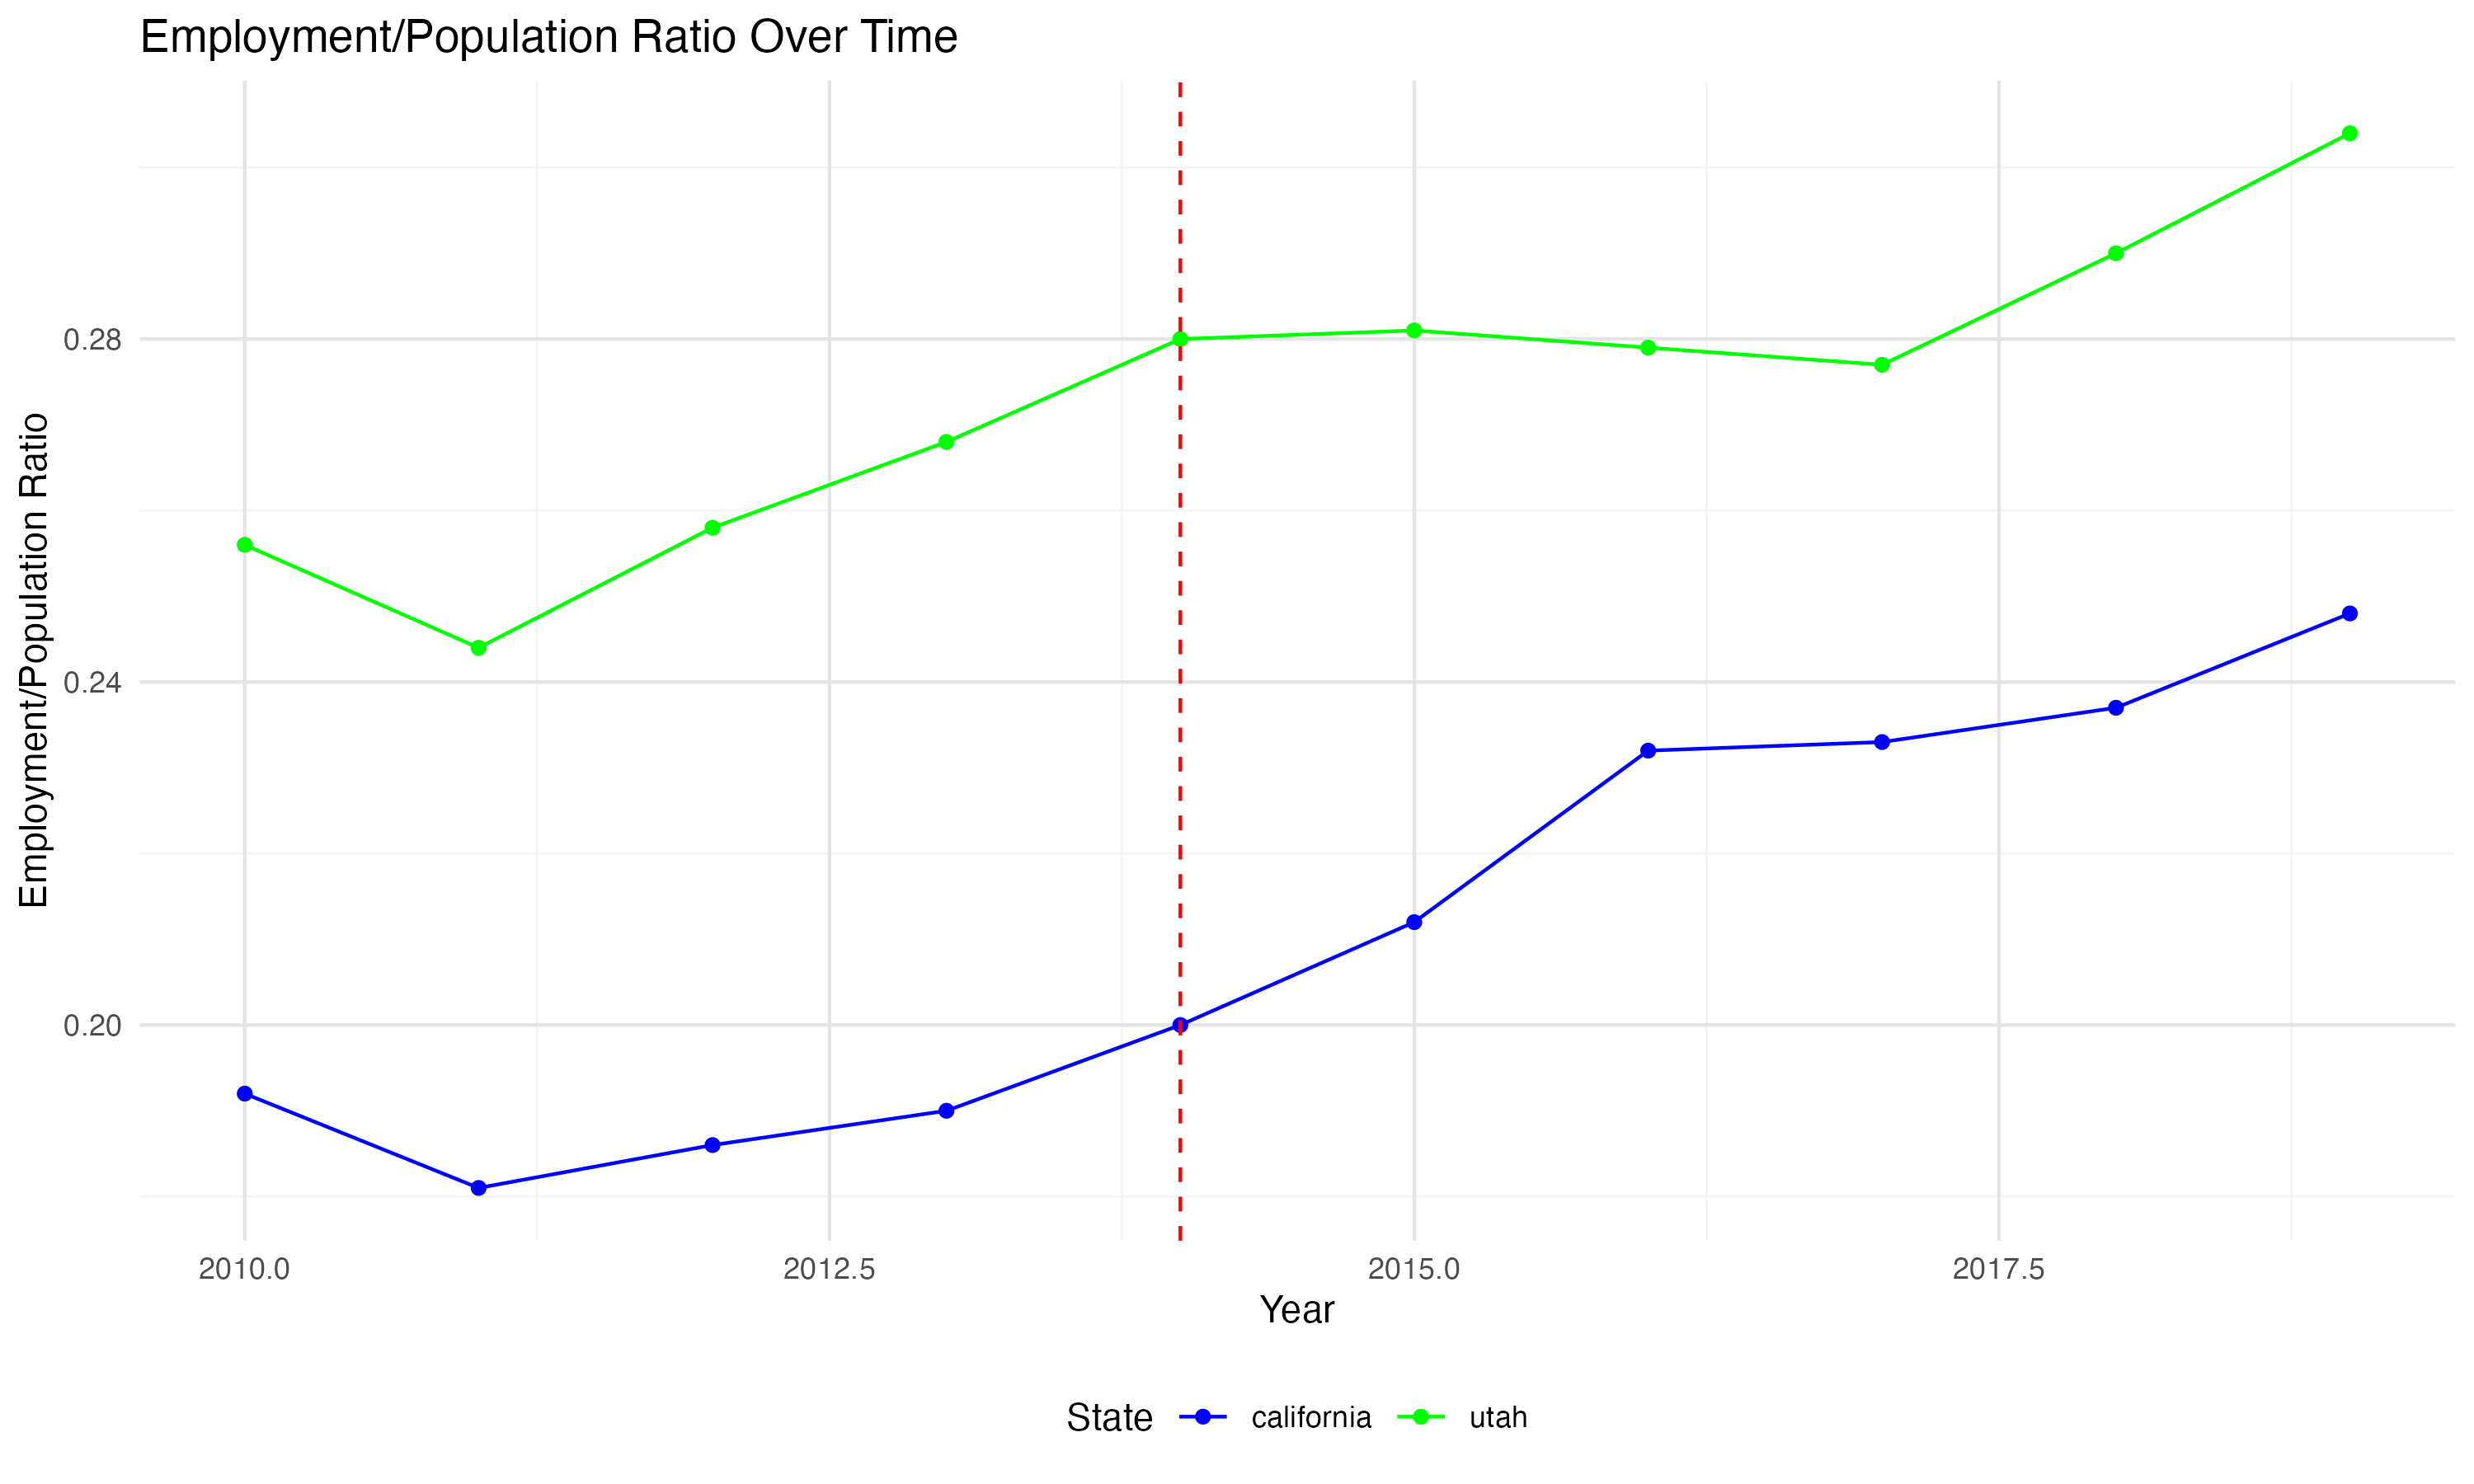 Employment/Population Ratio Over Time
Employment/Population Ratio
0.28
0.24
0.20
2010.0 2012.5 2015.0 2017.5
Year
State california utah